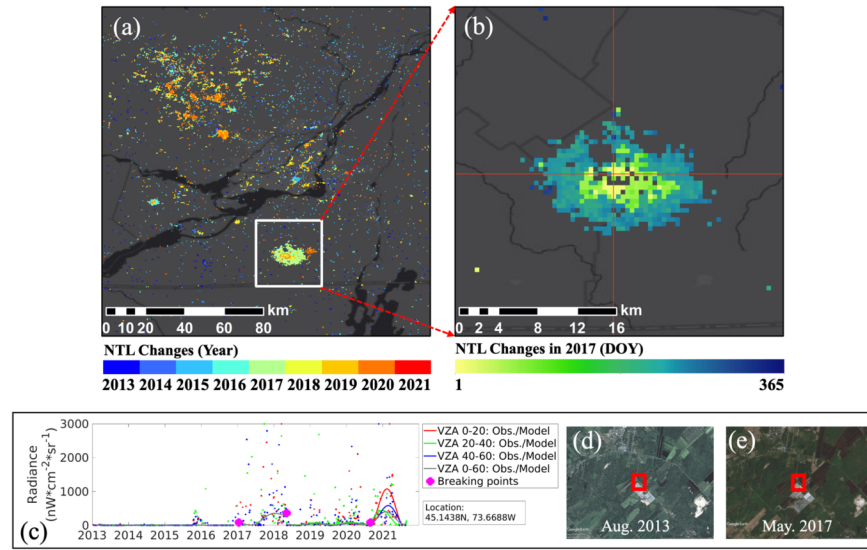 (a)
(b)
km
0 10 20 40 60 80
km
0 2 4 8 12 16
NTL Changes (Year)
2013 2014 2015 2016 2017 2018 2019 2020 2021
NTL Changes in 2017 (DOY)
1 365
Radiance
(nW*cm-2*sr-1)
3000
2000
1000
0
2013 2014 2015 2016 2017 2018 2019 2020 2021
(c)
VZA 0-20: Obs./Model
VZA 20-40: Obs./Model
VZA 40-60: Obs./Model
VZA 0-60: Obs./Model
Breaking points
Location:
45.1438N, 73.6688W
(d)
Aug. 2013
Google Earth
(e)
May. 2017
Google Earth